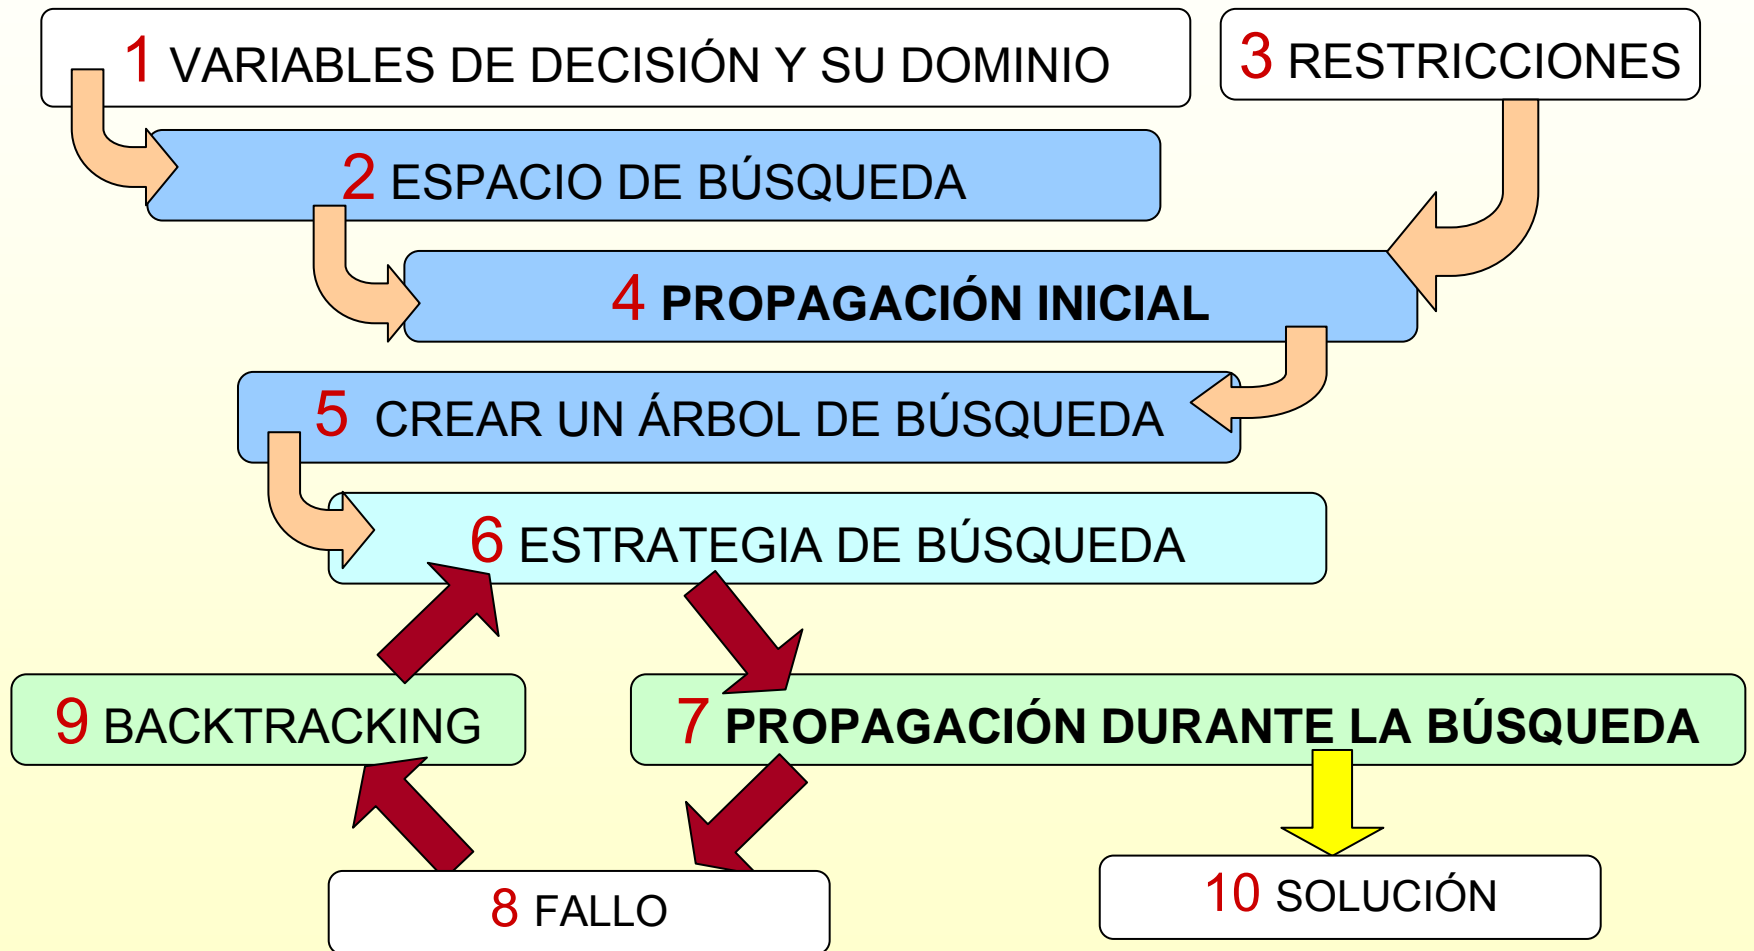 1 VARIABLES DE DECISIÓN Y SU DOMINIO
3 RESTRICCIONES
2 ESPACIO DE BÚSQUEDA
4 PROPAGACIÓN INICIAL
5 CREAR UN ÁRBOL DE BÚSQUEDA
6 ESTRATEGIA DE BÚSQUEDA
9 BACKTRACKING
7 PROPAGACIÓN DURANTE LA BÚSQUEDA
8 FALLO
10 SOLUCIÓN